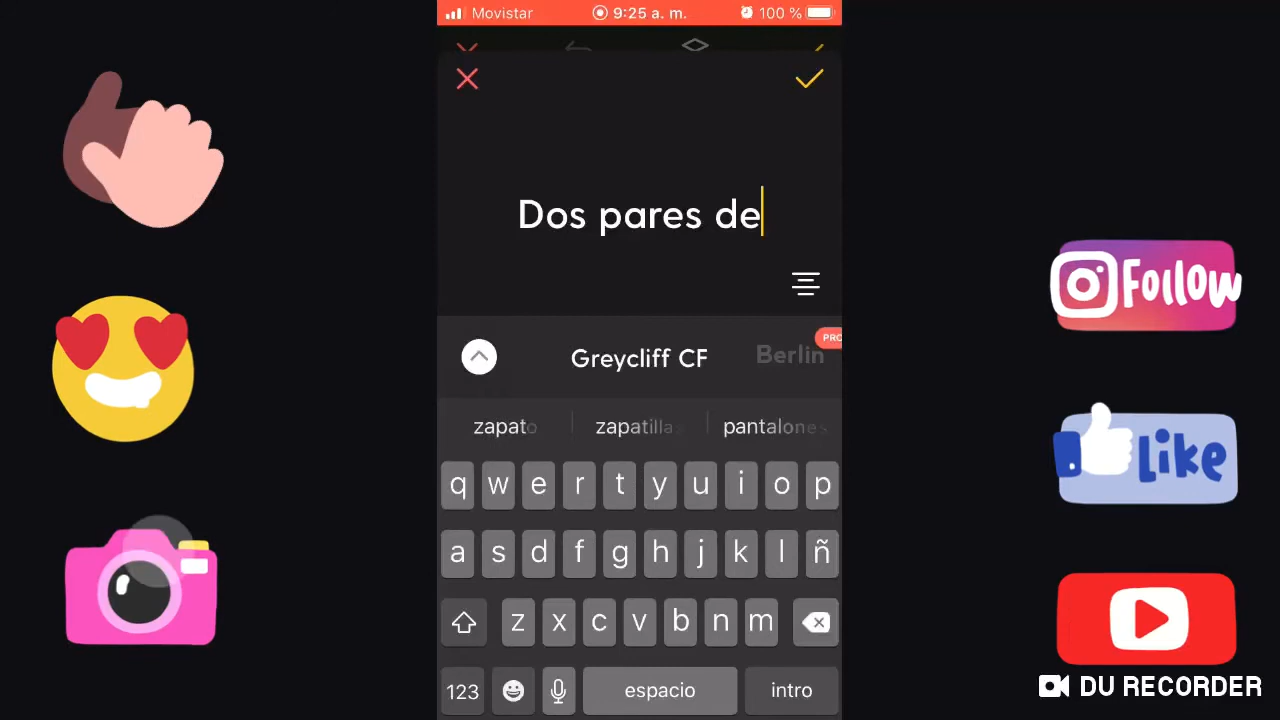 Movistar 9:25 a. m. 100 %
Dos pares de
Greycliff CF Berlin PRO
zapato zapatillas pantalones
q w e r t y u i o p
a s d f g h j k l ñ
z x c v b n m
123 espacio intro
Follow
Like
DU RECORDER